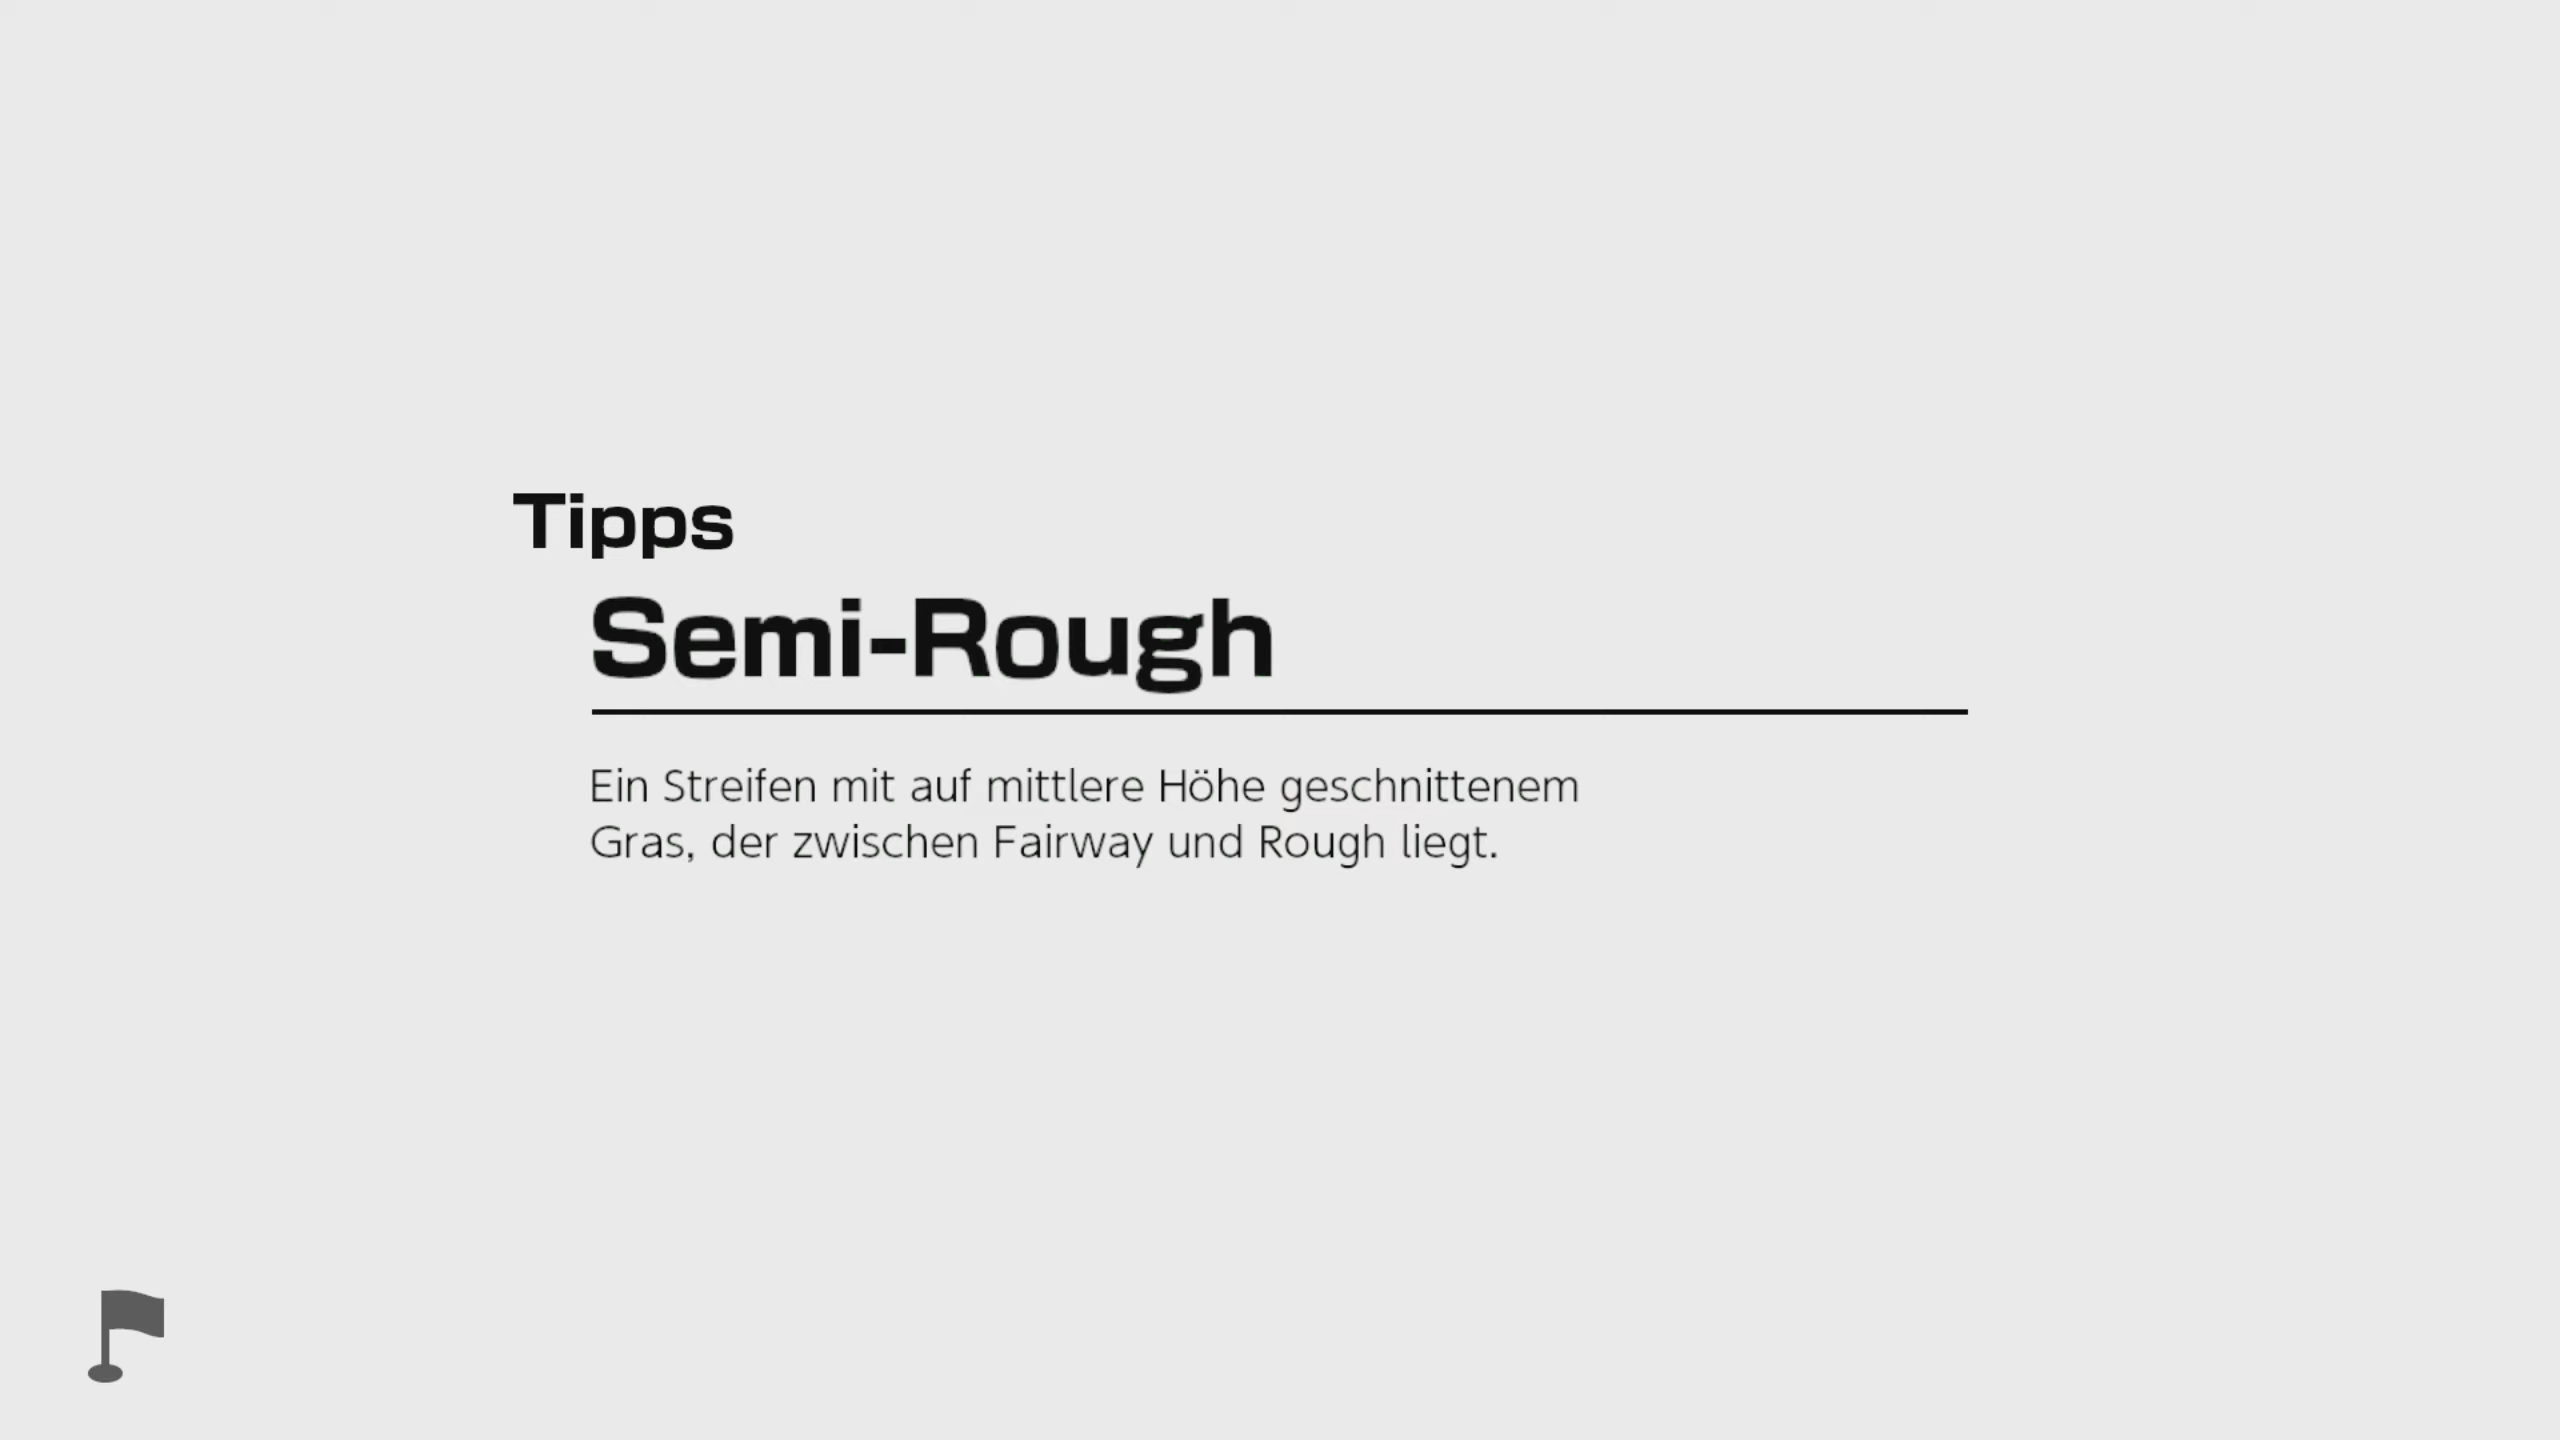 Tipps
Semi-Rough
Ein Streifen mit auf mittlere Höhe geschnittenem
Gras, der zwischen Fairway und Rough liegt.